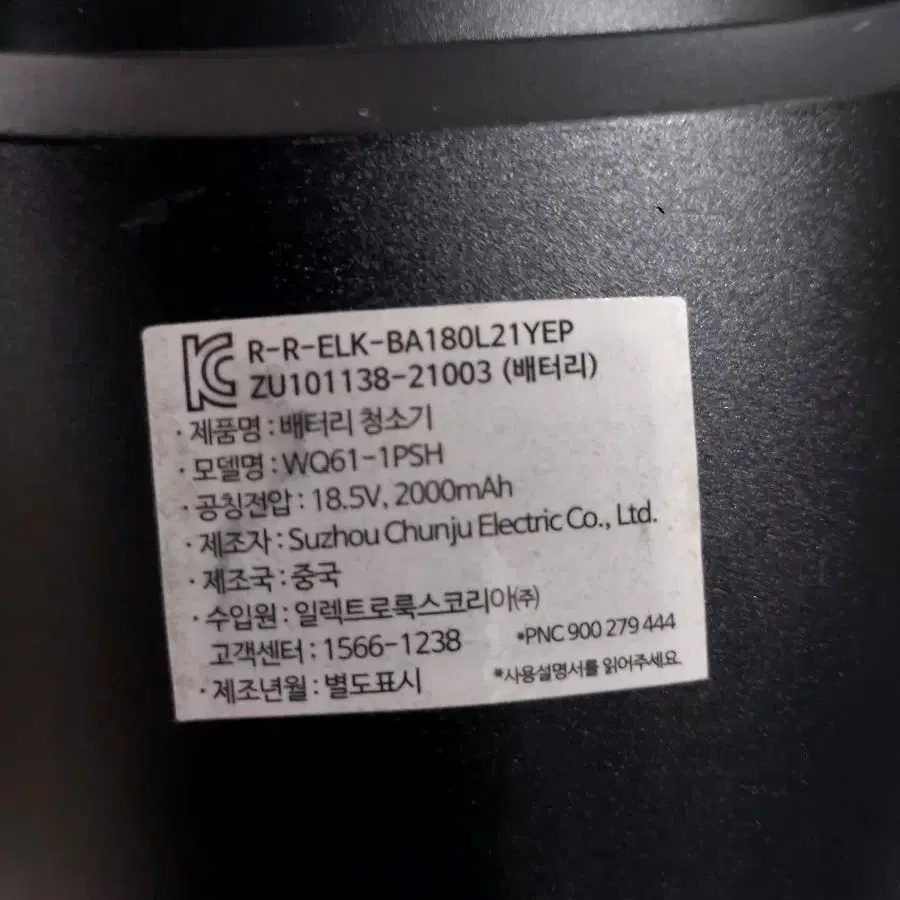 R-R-ELK-BA180L21YEP
ZU101138-21003 (배터리)
· 제품명 : 배터리 청소기
· 모델명 : WQ61-1PSH
· 공칭전압 : 18.5V, 2000mAh
· 제조자 : Suzhou Chunju Electric Co., Ltd.
· 제조국 : 중국
· 수입원 : 일렉트로룩스코리아(주)
고객센터 : 1566-1238 *PNC 900 279 444
· 제조년월 : 별도표시 *사용설명서를 읽어주세요.